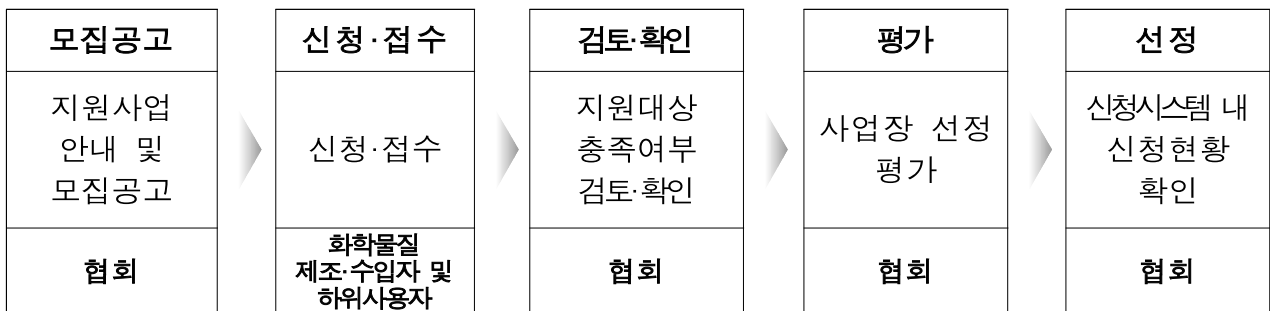 모집공고
지원사업
안내 및
모집공고
협회
신청·접수
신청·접수
화학물질
제조·수입자 및
하위사용자
검토·확인
지원대상
충족여부
검토·확인
협회
평가
사업장 선정
평가
협회
선정
신청시스템 내
신청현황
확인
협회